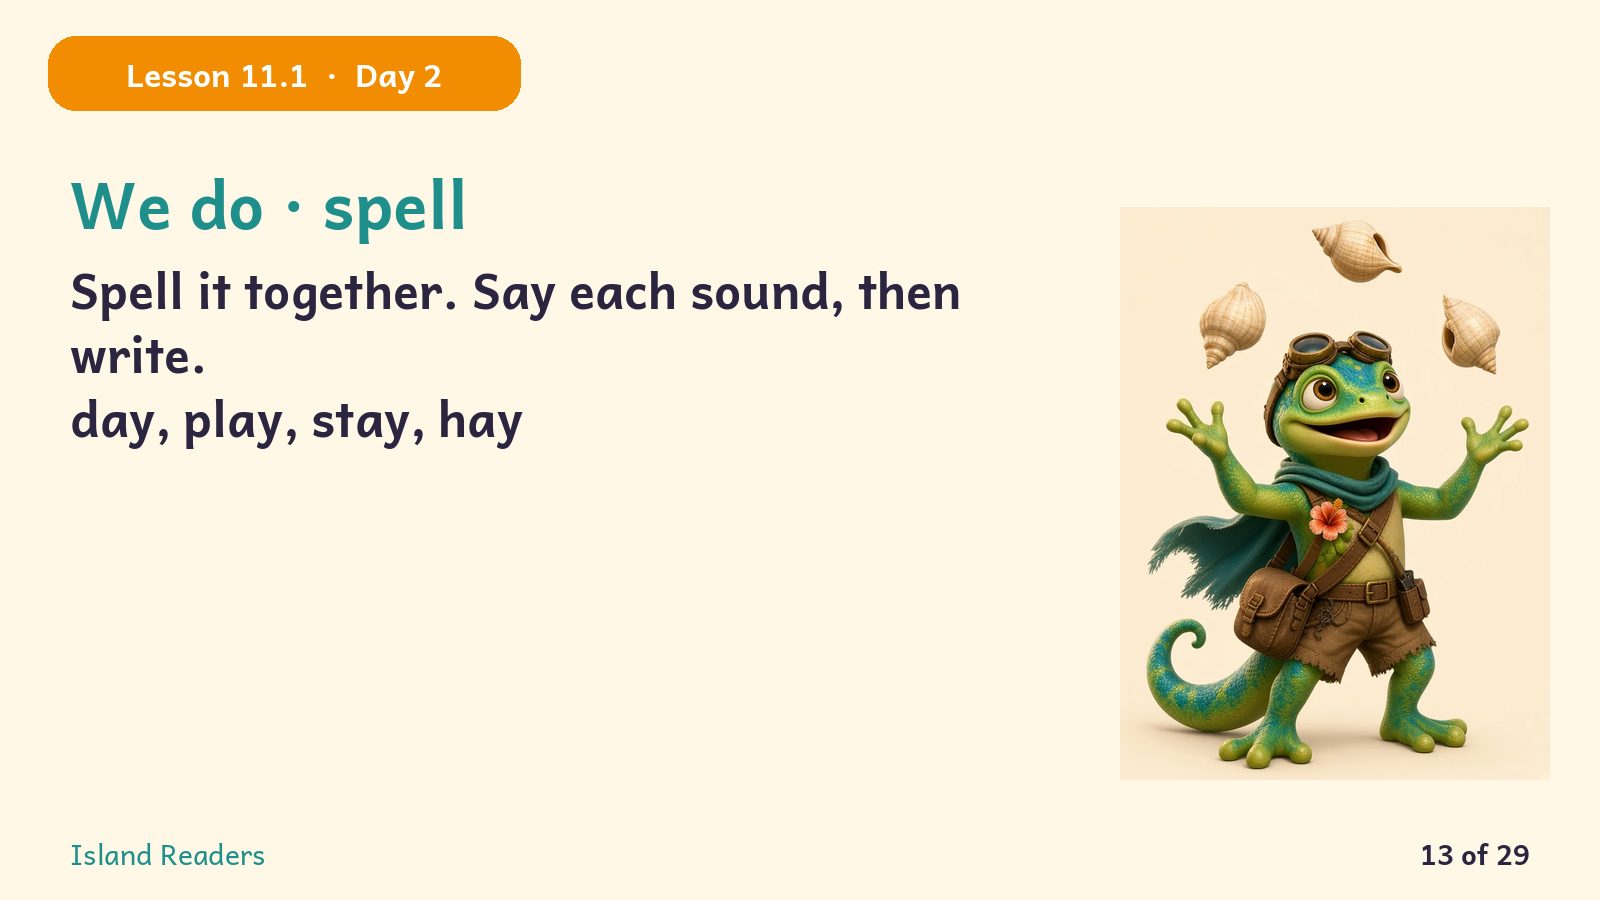 Lesson 11.1 · Day 2
We do · spell
Spell it together. Say each sound, then
write.
day, play, stay, hay
Island Readers
13 of 29